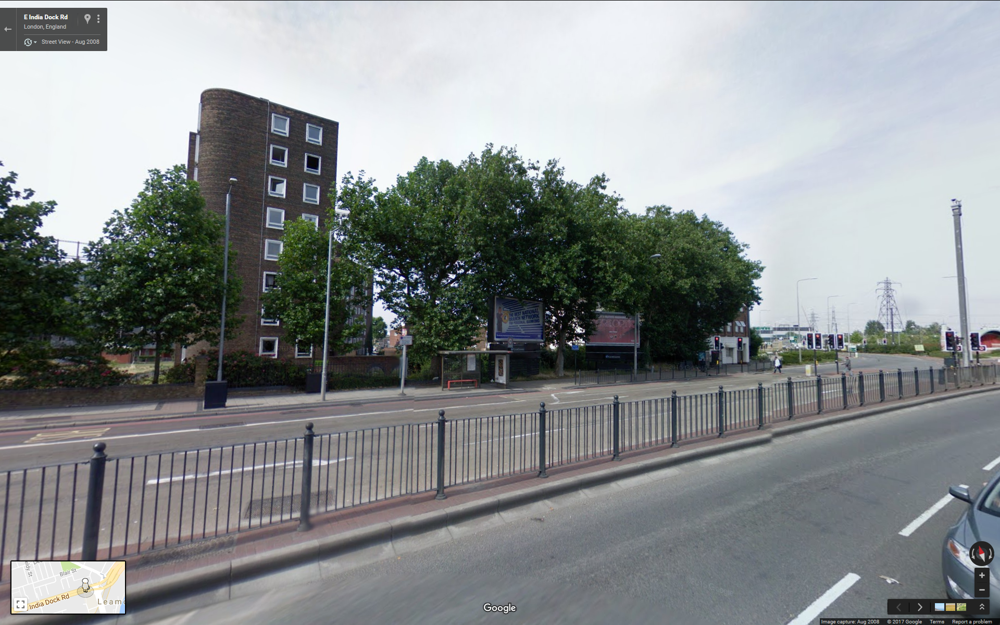 E India Dock Rd
London, England
Street View - Aug 2008
THE BEST NATIONAL
BRANCH NETWORK
FOR PERSONAL BANKING
Blair St
India Dock Rd
Leam
Google
Image capture: Aug 2008 © 2017 Google Terms Report a problem